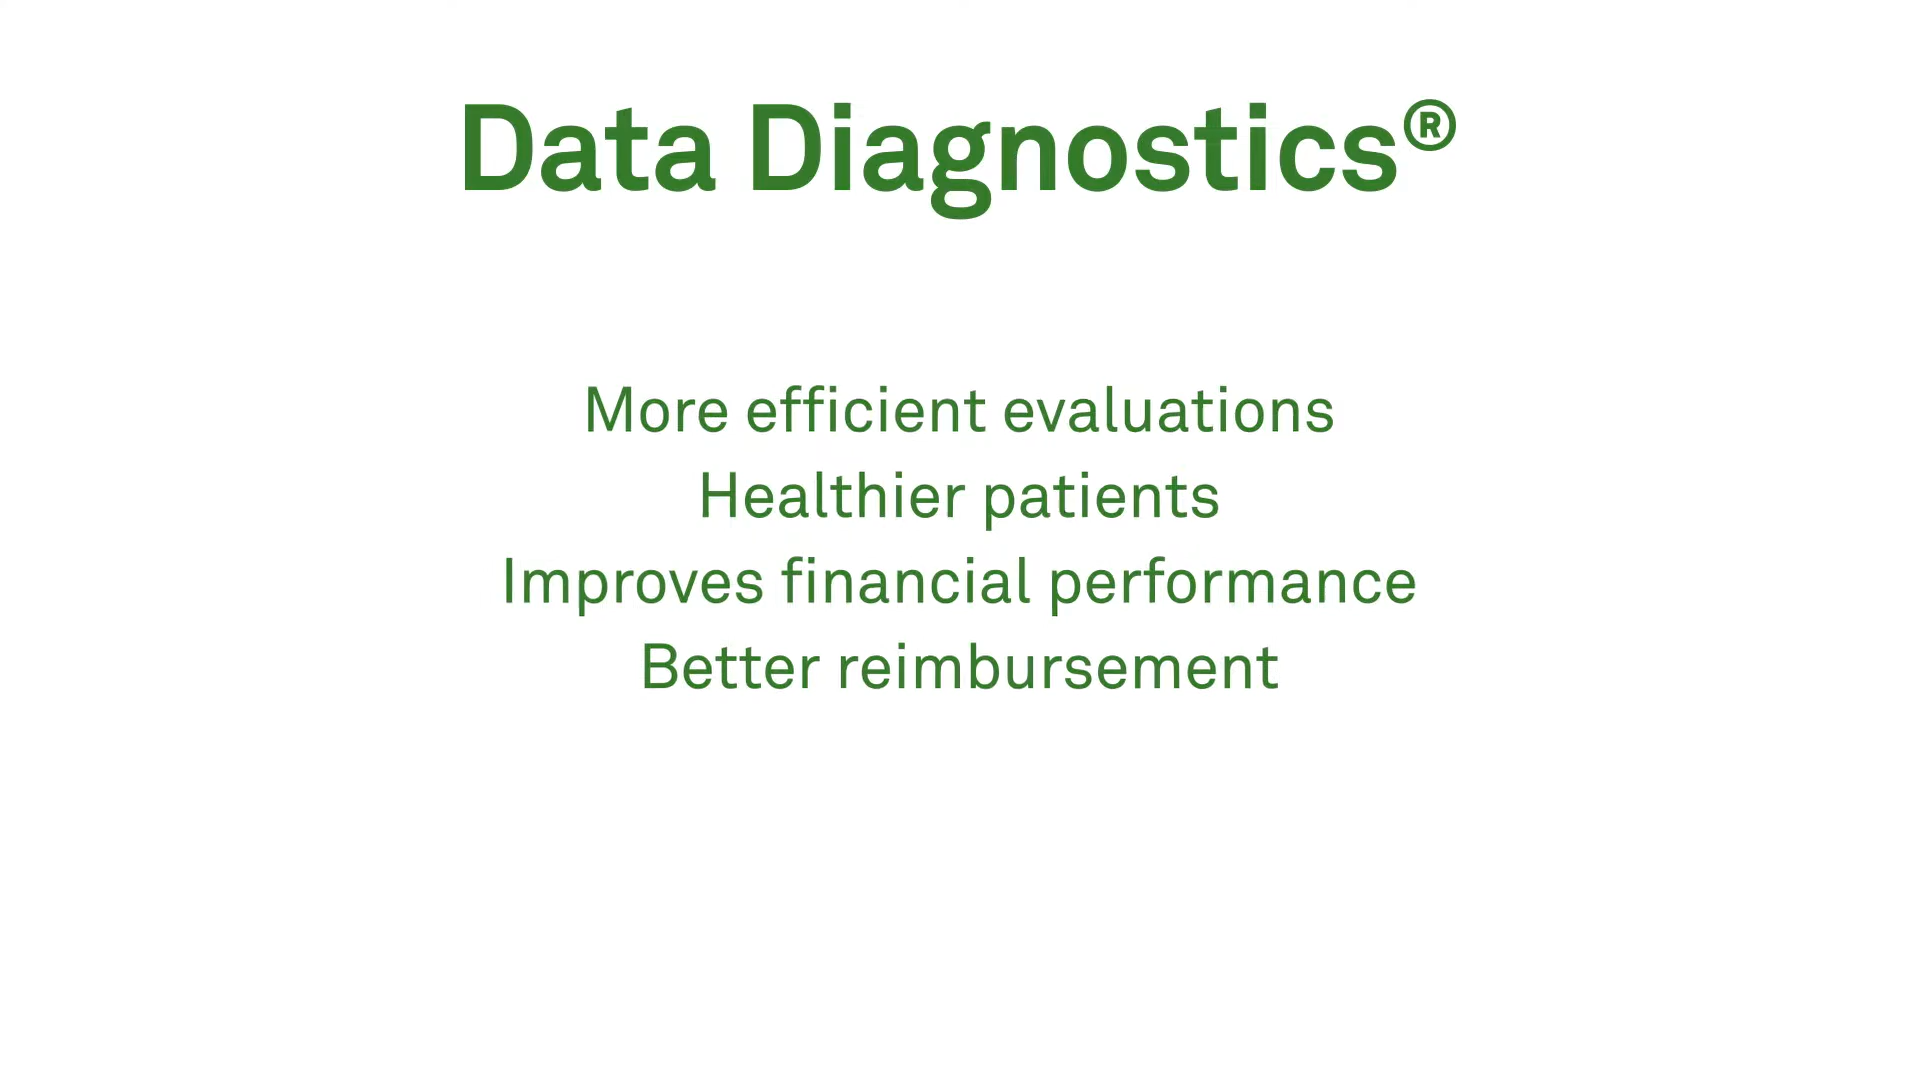 Data Diagnostics®
More efficient evaluations
Healthier patients
Improves financial performance
Better reimbursement